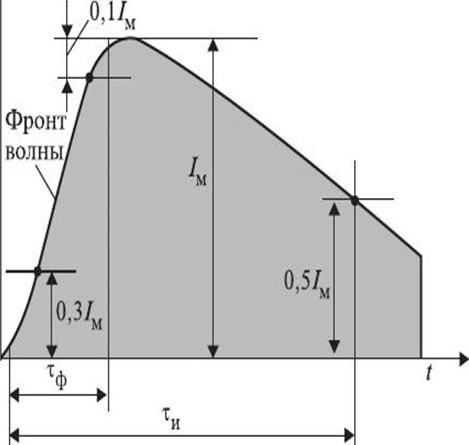 0,1Iм
Фронт
волны
Iм
0,3Iм
0,5Iм
t
τф
τи